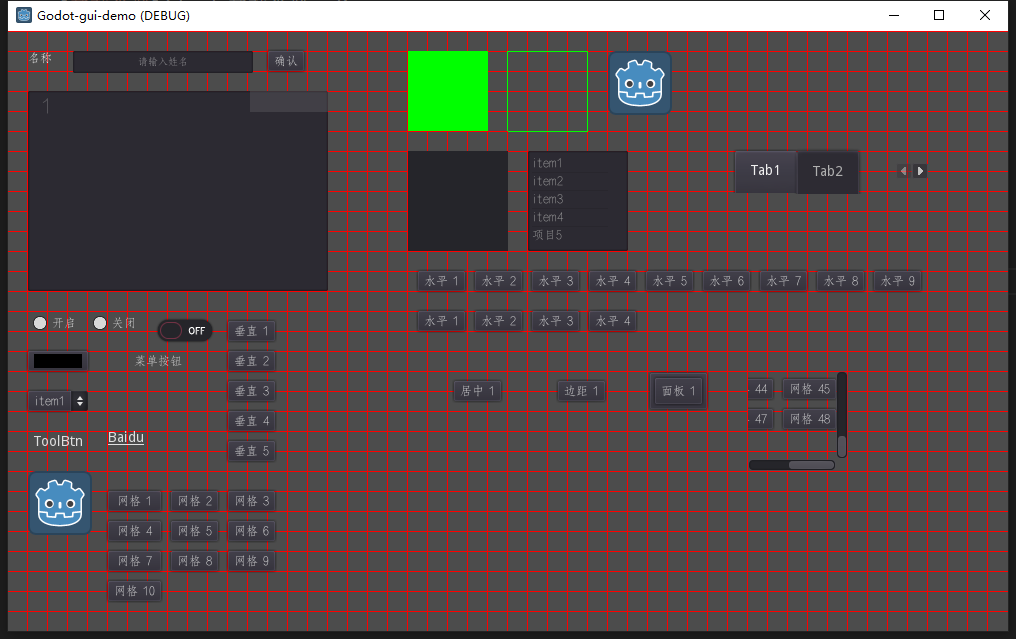 Godot-gui-demo (DEBUG)
名称 请输入姓名 确认
1
item1
item2
item3
item4
项目5
Tab1 Tab2
水平 1 水平 2 水平 3 水平 4 水平 5 水平 6 水平 7 水平 8 水平 9
水平 1 水平 2 水平 3 水平 4
开启 关闭 OFF
菜单按钮
item1
ToolBtn Baidu
垂直 1
垂直 2
垂直 3
垂直 4
垂直 5
居中 1 边距 1 面板 1
44 网格 45
47 网格 48
网格 1 网格 2 网格 3
网格 4 网格 5 网格 6
网格 7 网格 8 网格 9
网格 10